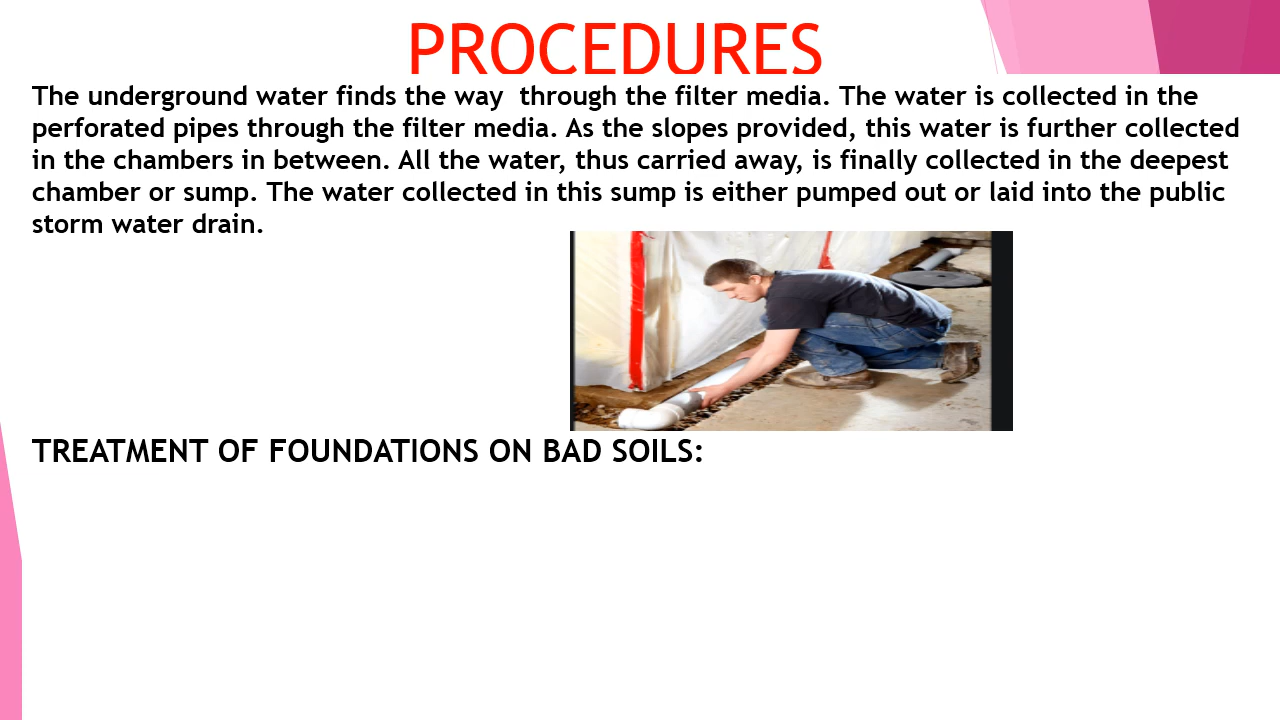 PROCEDURES
The underground water finds the way  through the filter media. The water is collected in the
perforated pipes through the filter media. As the slopes provided, this water is further collected
in the chambers in between. All the water, thus carried away, is finally collected in the deepest
chamber or sump. The water collected in this sump is either pumped out or laid into the public
storm water drain.
TREATMENT OF FOUNDATIONS ON BAD SOILS: